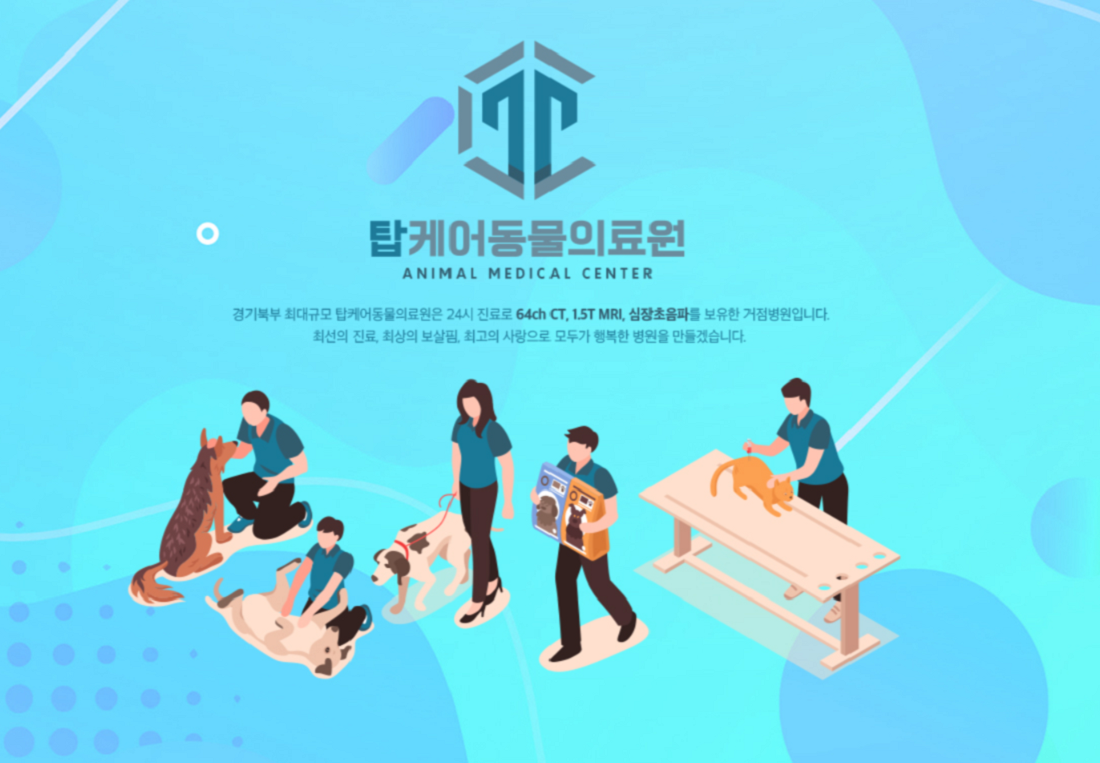 탑케어동물의료원
ANIMAL MEDICAL CENTER
경기북부 최대규모 탑케어동물의료원은 24시 진료로 64ch CT, 1.5T MRI, 심장초음파를 보유한 거점병원입니다.
최선의 진료, 최상의 보살핌, 최고의 사랑으로 모두가 행복한 병원을 만들겠습니다.